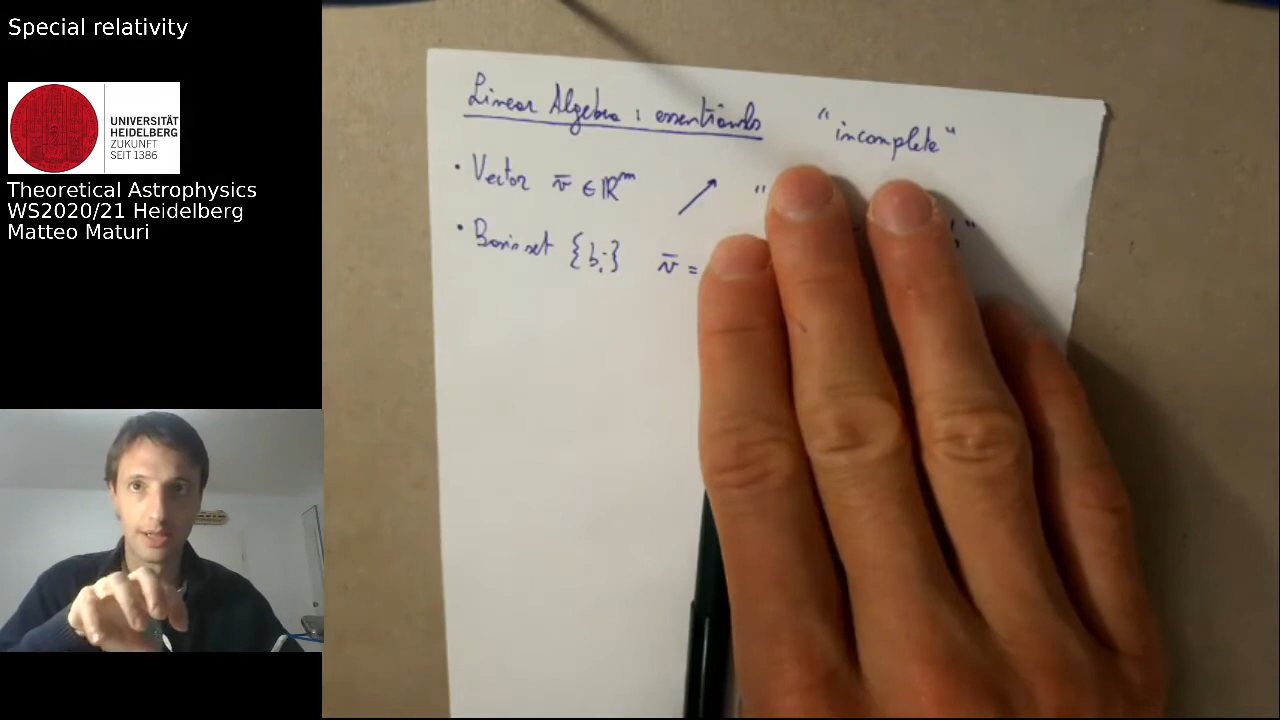 Special relativity
UNIVERSITÄT
HEIDELBERG
ZUKUNFT
SEIT 1386
Theoretical Astrophysics
WS2020/21 Heidelberg
Matteo Maturi
Linear Algebra : essentials "incomplete"
• Vector v̄ ∈ ℝⁿ "
• Basis set {bᵢ} v̄ =